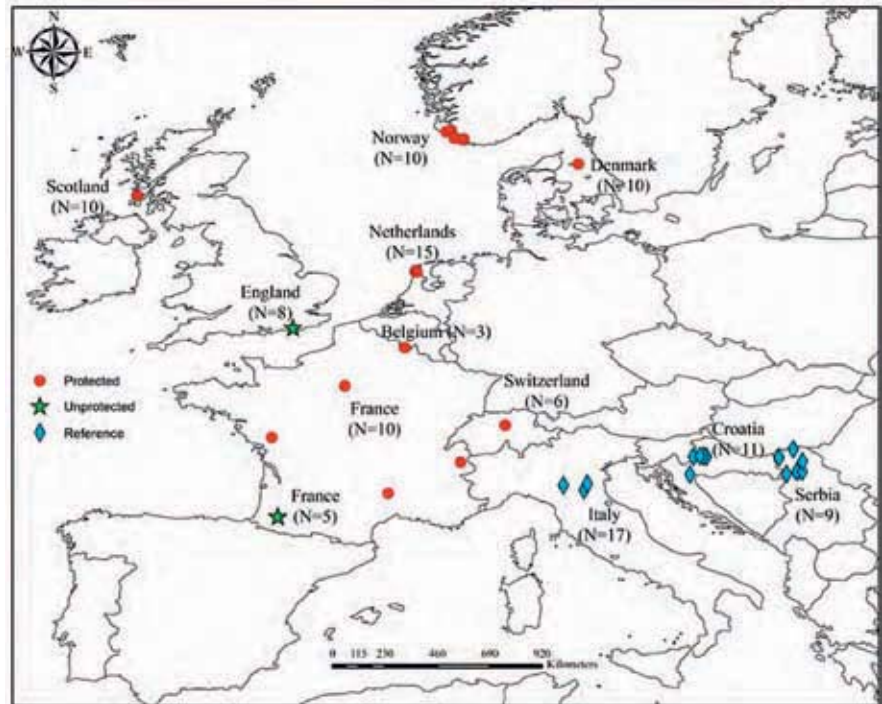 N
W E
S
Norway
(N=10)
Denmark
(N=10)
Scotland
(N=10)
Netherlands
(N=15)
England
(N=8)
Belgium (N=3)
Protected
Unprotected
Reference
Switzerland
(N=6)
France
(N=10)
Croatia
(N=11)
France
(N=5)
Italy
(N=17)
Serbia
(N=9)
0 115 230 460 690 920
Kilometers